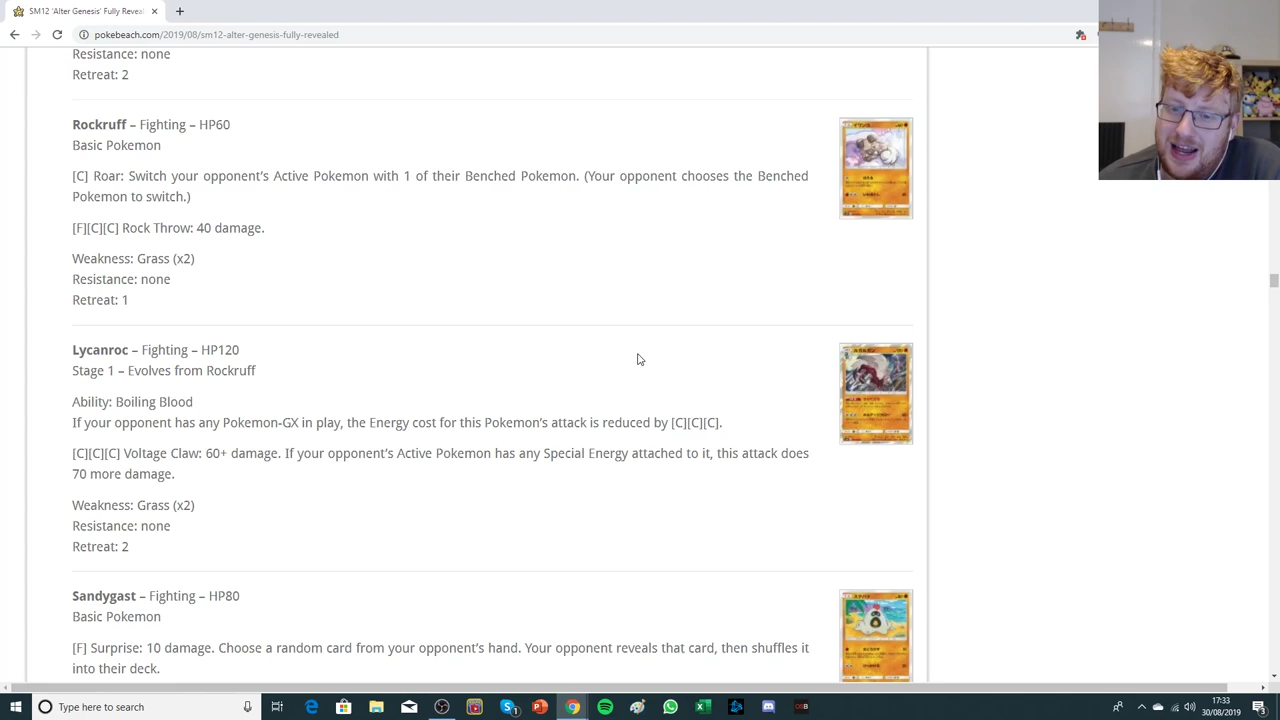 SM12 'Alter Genesis' Fully Reveal
pokebeach.com/2019/08/sm12-alter-genesis-fully-revealed
Resistance: none
Retreat: 2
Rockruff – Fighting – HP60
Basic Pokemon
[C] Roar: Switch your opponent's Active Pokemon with 1 of their Benched Pokemon. (Your opponent chooses the Benched
Pokemon to switch.)
[F][C][C] Rock Throw: 40 damage.
Weakness: Grass (x2)
Resistance: none
Retreat: 1
Lycanroc – Fighting – HP120
Stage 1 – Evolves from Rockruff
Ability: Boiling Blood
If your opponent has any Pokemon-GX in play, the Energy cost for this Pokemon's attack is reduced by [C][C][C].
[C][C][C] Voltage Claw: 60+ damage. If your opponent's Active Pokemon has any Special Energy attached to it, this attack does
70 more damage.
Weakness: Grass (x2)
Resistance: none
Retreat: 2
Sandygast – Fighting – HP80
Basic Pokemon
[F] Surprise: 10 damage. Choose a random card from your opponent's hand. Your opponent reveals that card, then shuffles it
into their deck.
Type here to search
17:33
30/08/2019